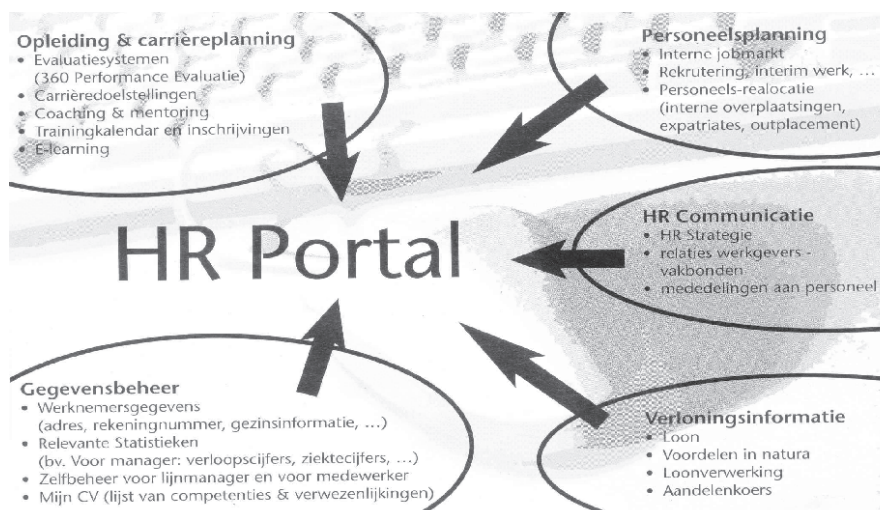 Opleiding & carrièreplanning
• Evaluatiesystemen
(360 Performance Evaluatie)
• Carrièredoelstellingen
• Coaching & mentoring
• Trainingkalendar en inschrijvingen
• E-learning
Personeelsplanning
• Interne jobmarkt
• Rekrutering, interim werk, ...
• Personeels-realocatie
(interne overplaatsingen,
expatriates, outplacement)
HR Portal
HR Communicatie
• HR Strategie
• relaties werkgevers -
vakbonden
• mededelingen aan personeel
Gegevensbeheer
• Werknemersgegevens
(adres, rekeningnummer, gezinsinformatie, ...)
• Relevante Statistieken
(bv. Voor manager: verloopscijfers, ziektecijfers, ...)
• Zelfbeheer voor lijnmanager en voor medewerker
• Mijn CV (lijst van competenties & verwezenlijkingen)
Verloningsinformatie
• Loon
• Voordelen in natura
• Loonverwerking
• Aandelenkoers